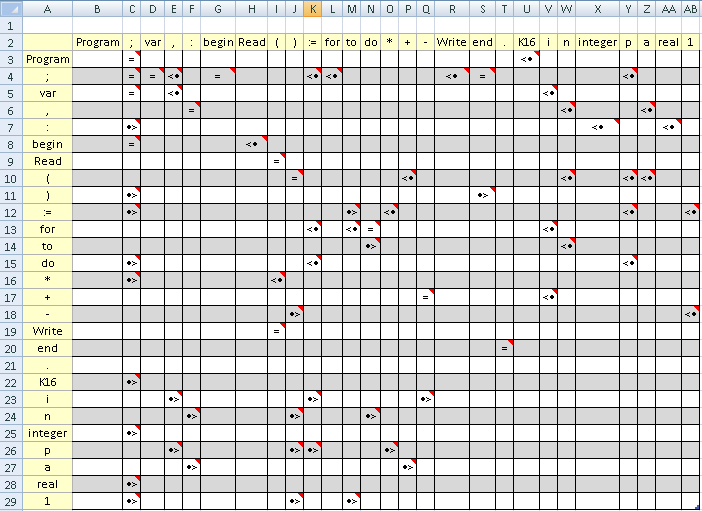 A B C D E F G H I J K L M N O P Q R S T U V W X Y Z AA AB
1
2 Program ; var , : begin Read ( ) := for to do * + - Write end . K16 i n integer p a real 1
3 Program = <•
4 ; = = <• = <• <• <• = <•
5 var = <• <•
6 , = <• <•
7 : •> <• <•
8 begin = <•
9 Read =
10 ( = <• <• <• <•
11 ) •> •>
12 := •> •> <• <• <•
13 for <• <• = <•
14 to •> <•
15 do •> <• <•
16 * •> <•
17 + = <•
18 - •> <•
19 Write =
20 end =
21 .
22 K16 •>
23 i •> •> •>
24 n •> •> •>
25 integer •>
26 p •> •> •> •>
27 a •> •>
28 real •>
29 1 •> •> •>